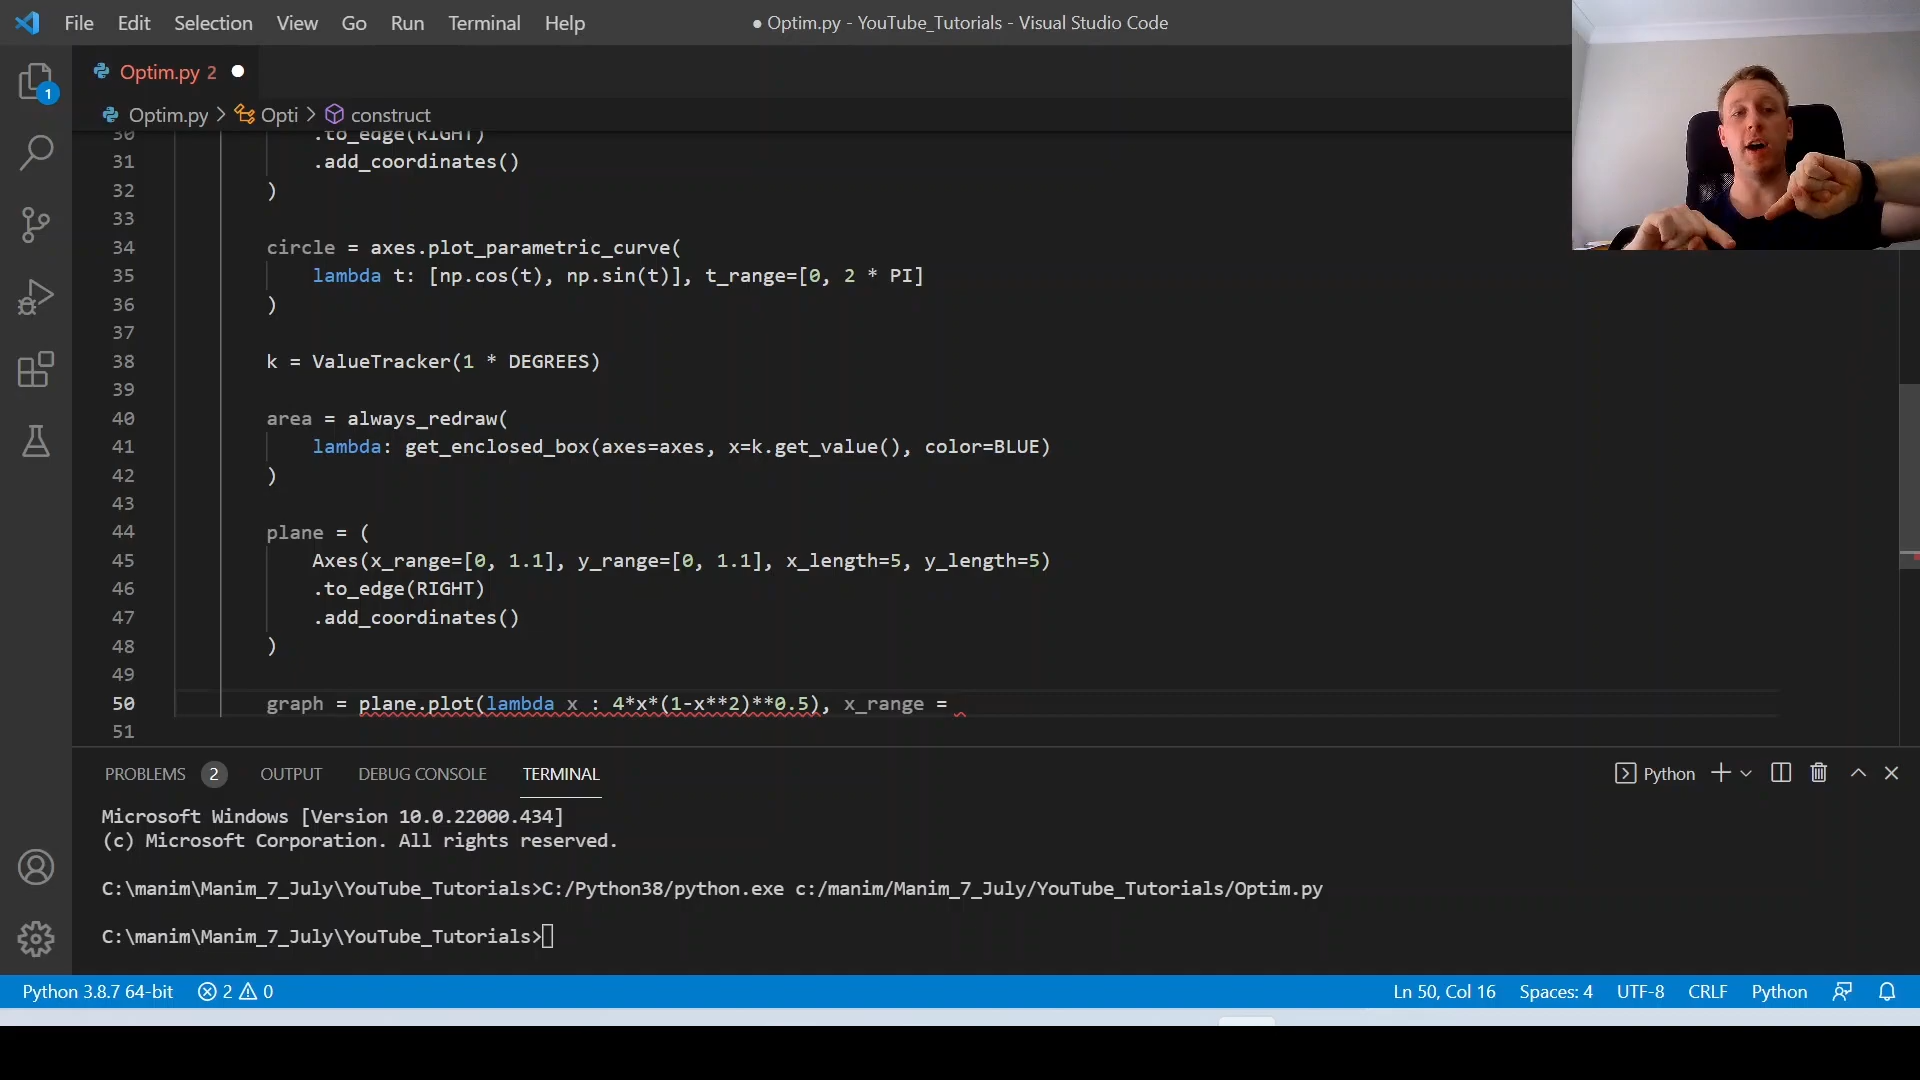 File Edit Selection View Go Run Terminal Help
● Optim.py - YouTube_Tutorials - Visual Studio Code
1
Optim.py 2
Optim.py > Opti > construct
30 .to_edge(RIGHT)
31 .add_coordinates()
32 )
33
34 circle = axes.plot_parametric_curve(
35 lambda t: [np.cos(t), np.sin(t)], t_range=[0, 2 * PI]
36 )
37
38 k = ValueTracker(1 * DEGREES)
39
40 area = always_redraw(
41 lambda: get_enclosed_box(axes=axes, x=k.get_value(), color=BLUE)
42 )
43
44 plane = (
45 Axes(x_range=[0, 1.1], y_range=[0, 1.1], x_length=5, y_length=5)
46 .to_edge(RIGHT)
47 .add_coordinates()
48 )
49
50 graph = plane.plot(lambda x : 4*x*(1-x**2)**0.5), x_range =
51
PROBLEMS 2 OUTPUT DEBUG CONSOLE TERMINAL
Python
Microsoft Windows [Version 10.0.22000.434]
(c) Microsoft Corporation. All rights reserved.
C:\manim\Manim_7_July\YouTube_Tutorials>C:/Python38/python.exe c:/manim/Manim_7_July/YouTube_Tutorials/Optim.py
C:\manim\Manim_7_July\YouTube_Tutorials>
Python 3.8.7 64-bit 2 0 Ln 50, Col 16 Spaces: 4 UTF-8 CRLF Python